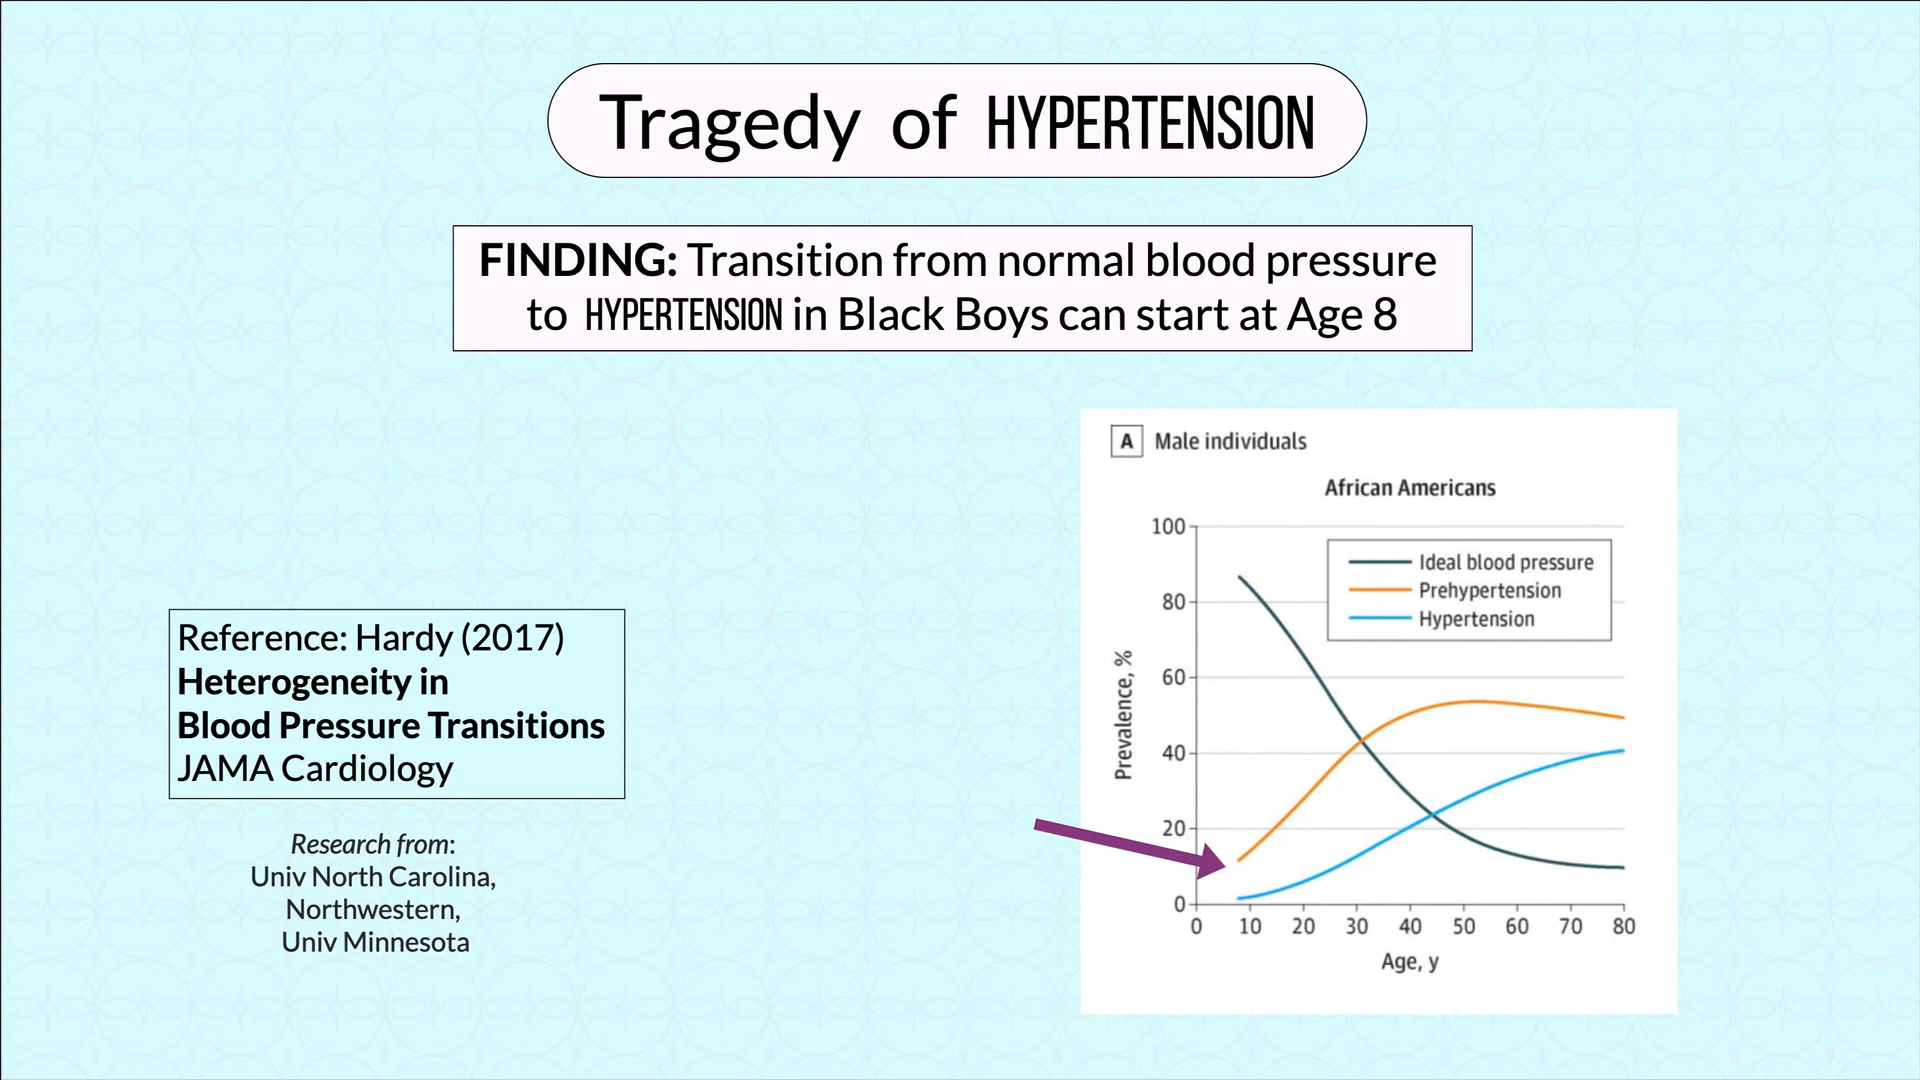 Tragedy of HYPERTENSION
FINDING: Transition from normal blood pressure
to HYPERTENSION in Black Boys can start at Age 8
Reference: Hardy (2017)
Heterogeneity in
Blood Pressure Transitions
JAMA Cardiology
Research from:
Univ North Carolina,
Northwestern,
Univ Minnesota
A Male individuals
African Americans
Ideal blood pressure
Prehypertension
Hypertension
Prevalence, %
100
80
60
40
20
0
0 10 20 30 40 50 60 70 80
Age, y